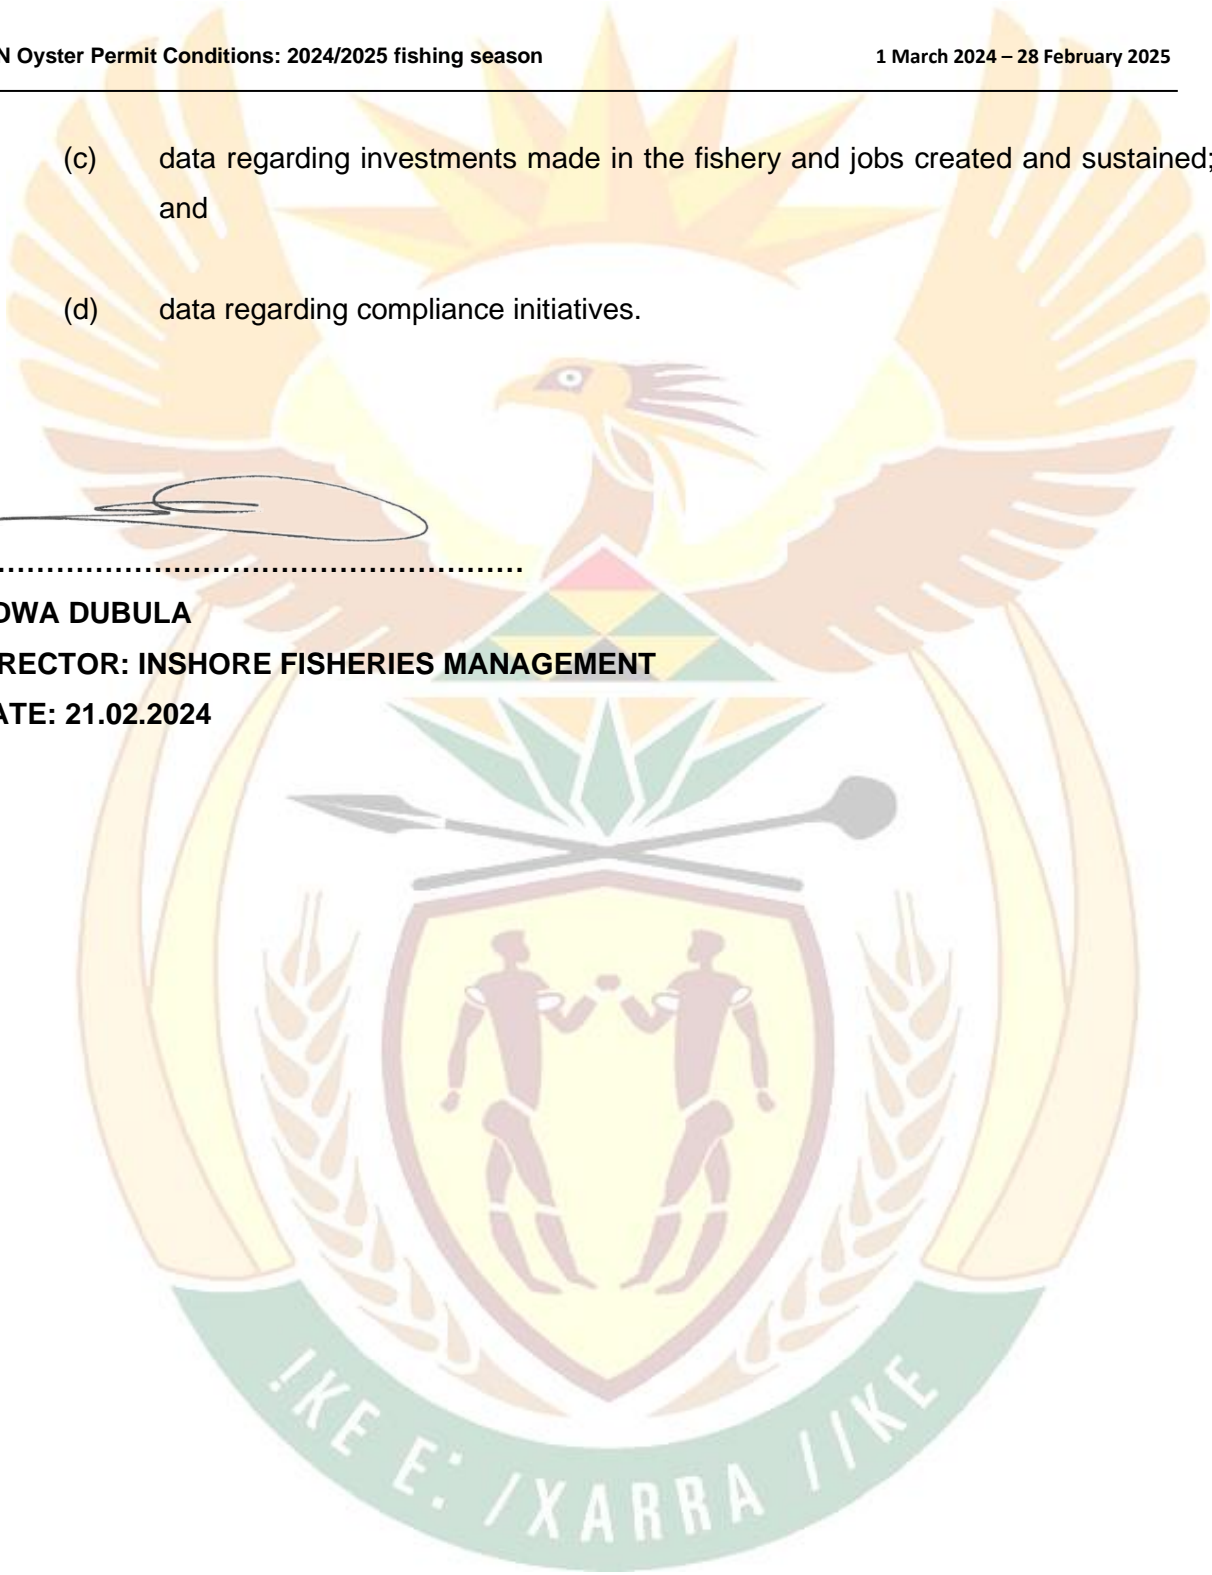 N Oyster Permit Conditions: 2024/2025 fishing season 1 March 2024 – 28 February 2025
(c) data regarding investments made in the fishery and jobs created and sustained;
and
(d) data regarding compliance initiatives.
…………………………………………………
OWA DUBULA
RECTOR: INSHORE FISHERIES MANAGEMENT
ATE: 21.02.2024
!KE E: /XARRA //KE